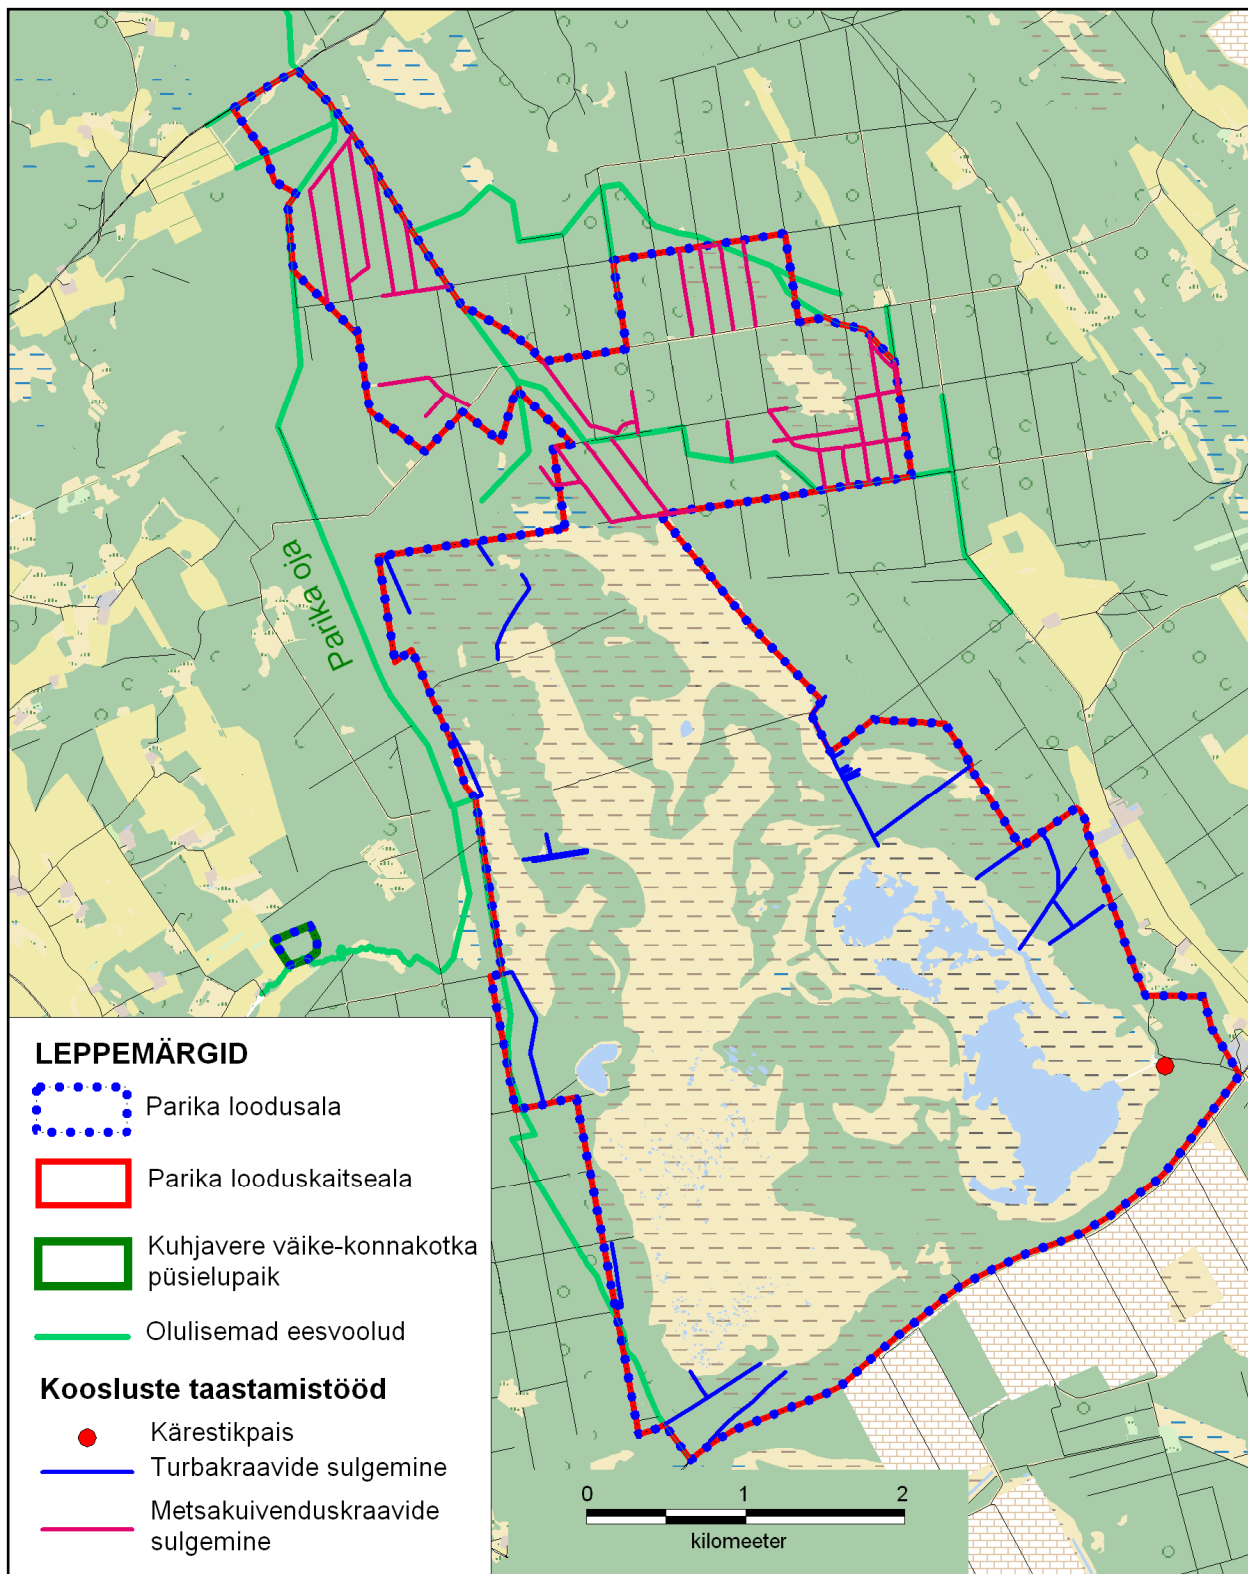 Parika oja
LEPPEMÄRGID
Parika loodusala
Parika looduskaitseala
Kuhjavere väike-konnakotka
püsielupaik
Olulisemad eesvoolud
Koosluste taastamistööd
Kärestikpais
Turbakraavide sulgemine
Metsakuivenduskraavide
sulgemine
0 1 2
kilomeeter